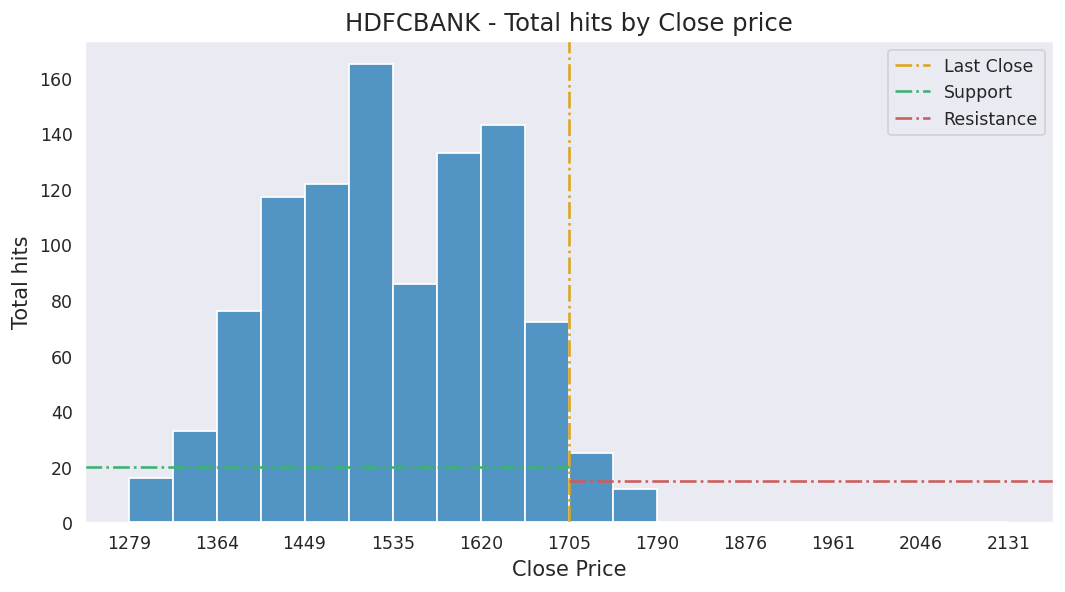 HDFCBANK - Total hits by Close price
Last Close
Support
Resistance
Total hits
160
140
120
100
80
60
40
20
0
1279 1364 1449 1535 1620 1705 1790 1876 1961 2046 2131
Close Price